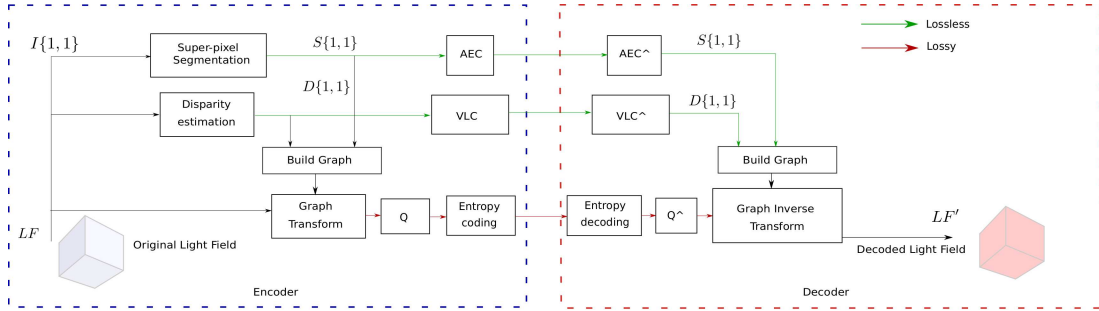 I{1,1}
Super-pixel
Segmentation
S{1,1}
AEC
AEC^
S{1,1}
Lossless
Lossy
D{1,1}
Disparity
estimation
VLC
VLC^
D{1,1}
Build Graph
Build Graph
Graph
Transform
Q
Entropy
coding
Entropy
decoding
Q^
Graph Inverse
Transform
LF
Original Light Field
LF′
Decoded Light Field
Encoder
Decoder